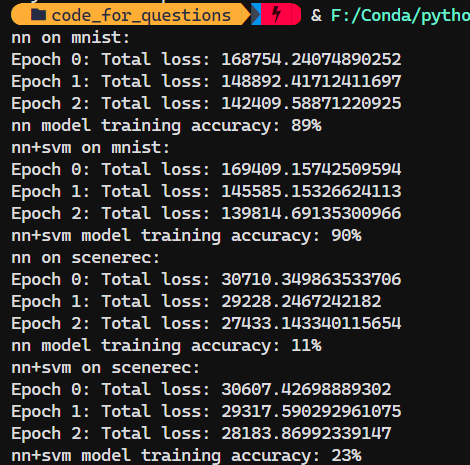 code_for_questions & F:/Conda/pytho
nn on mnist:
Epoch 0: Total loss: 168754.24074890252
Epoch 1: Total loss: 148892.41712411697
Epoch 2: Total loss: 142409.58871220925
nn model training accuracy: 89%
nn+svm on mnist:
Epoch 0: Total loss: 169409.15742509594
Epoch 1: Total loss: 145585.15326624113
Epoch 2: Total loss: 139814.69135300966
nn+svm model training accuracy: 90%
nn on scenerec:
Epoch 0: Total loss: 30710.349863533706
Epoch 1: Total loss: 29228.2467242182
Epoch 2: Total loss: 27433.143340115654
nn model training accuracy: 11%
nn+svm on scenerec:
Epoch 0: Total loss: 30607.42698889302
Epoch 1: Total loss: 29317.590292961075
Epoch 2: Total loss: 28183.86992339147
nn+svm model training accuracy: 23%